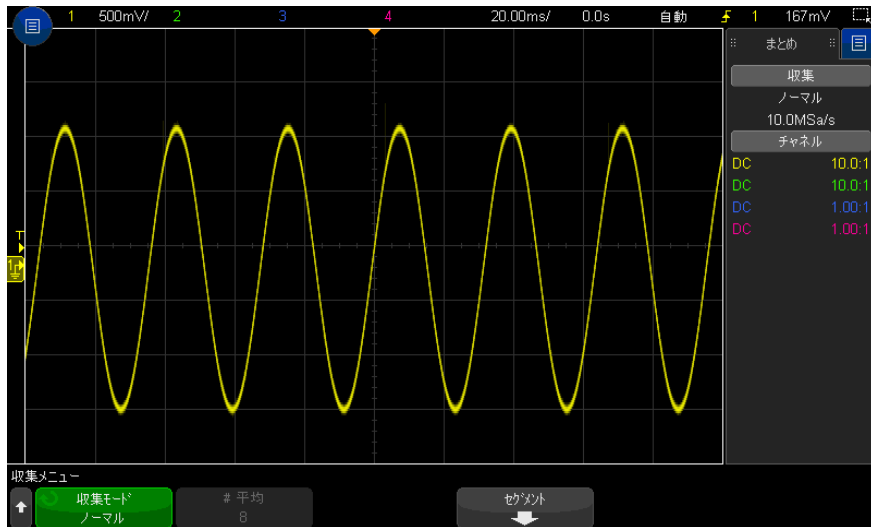 1 500mV/ 2 3 4 20.00ms/ 0.0s 自動 1 167mV
まとめ
収集
ノーマル
10.0MSa/s
チャネル
DC 10.0:1
DC 10.0:1
DC 1.00:1
DC 1.00:1
T
1
収集メニュー
収集モード
ノーマル
# 平均
8
セグメント